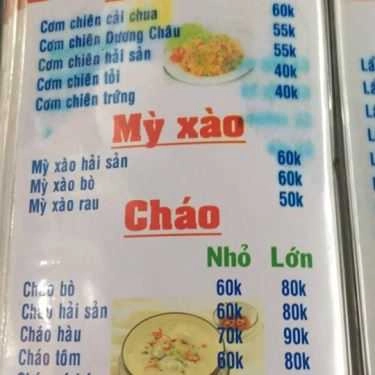 Cơm chiên cải chua 60k
Cơm chiên Dương Châu 55k
Cơm chiên hải sản 55k
Cơm chiên tỏi 40k
Cơm chiên trứng 40k
Mỳ xào
Mỳ xào hải sản 60k
Mỳ xào bò 60k
Mỳ xào rau 50k
Cháo
Nhỏ Lớn
Cháo bò 60k 80k
Cháo hải sản 60k 80k
Cháo hàu 70k 90k
Cháo tôm 60k 80k